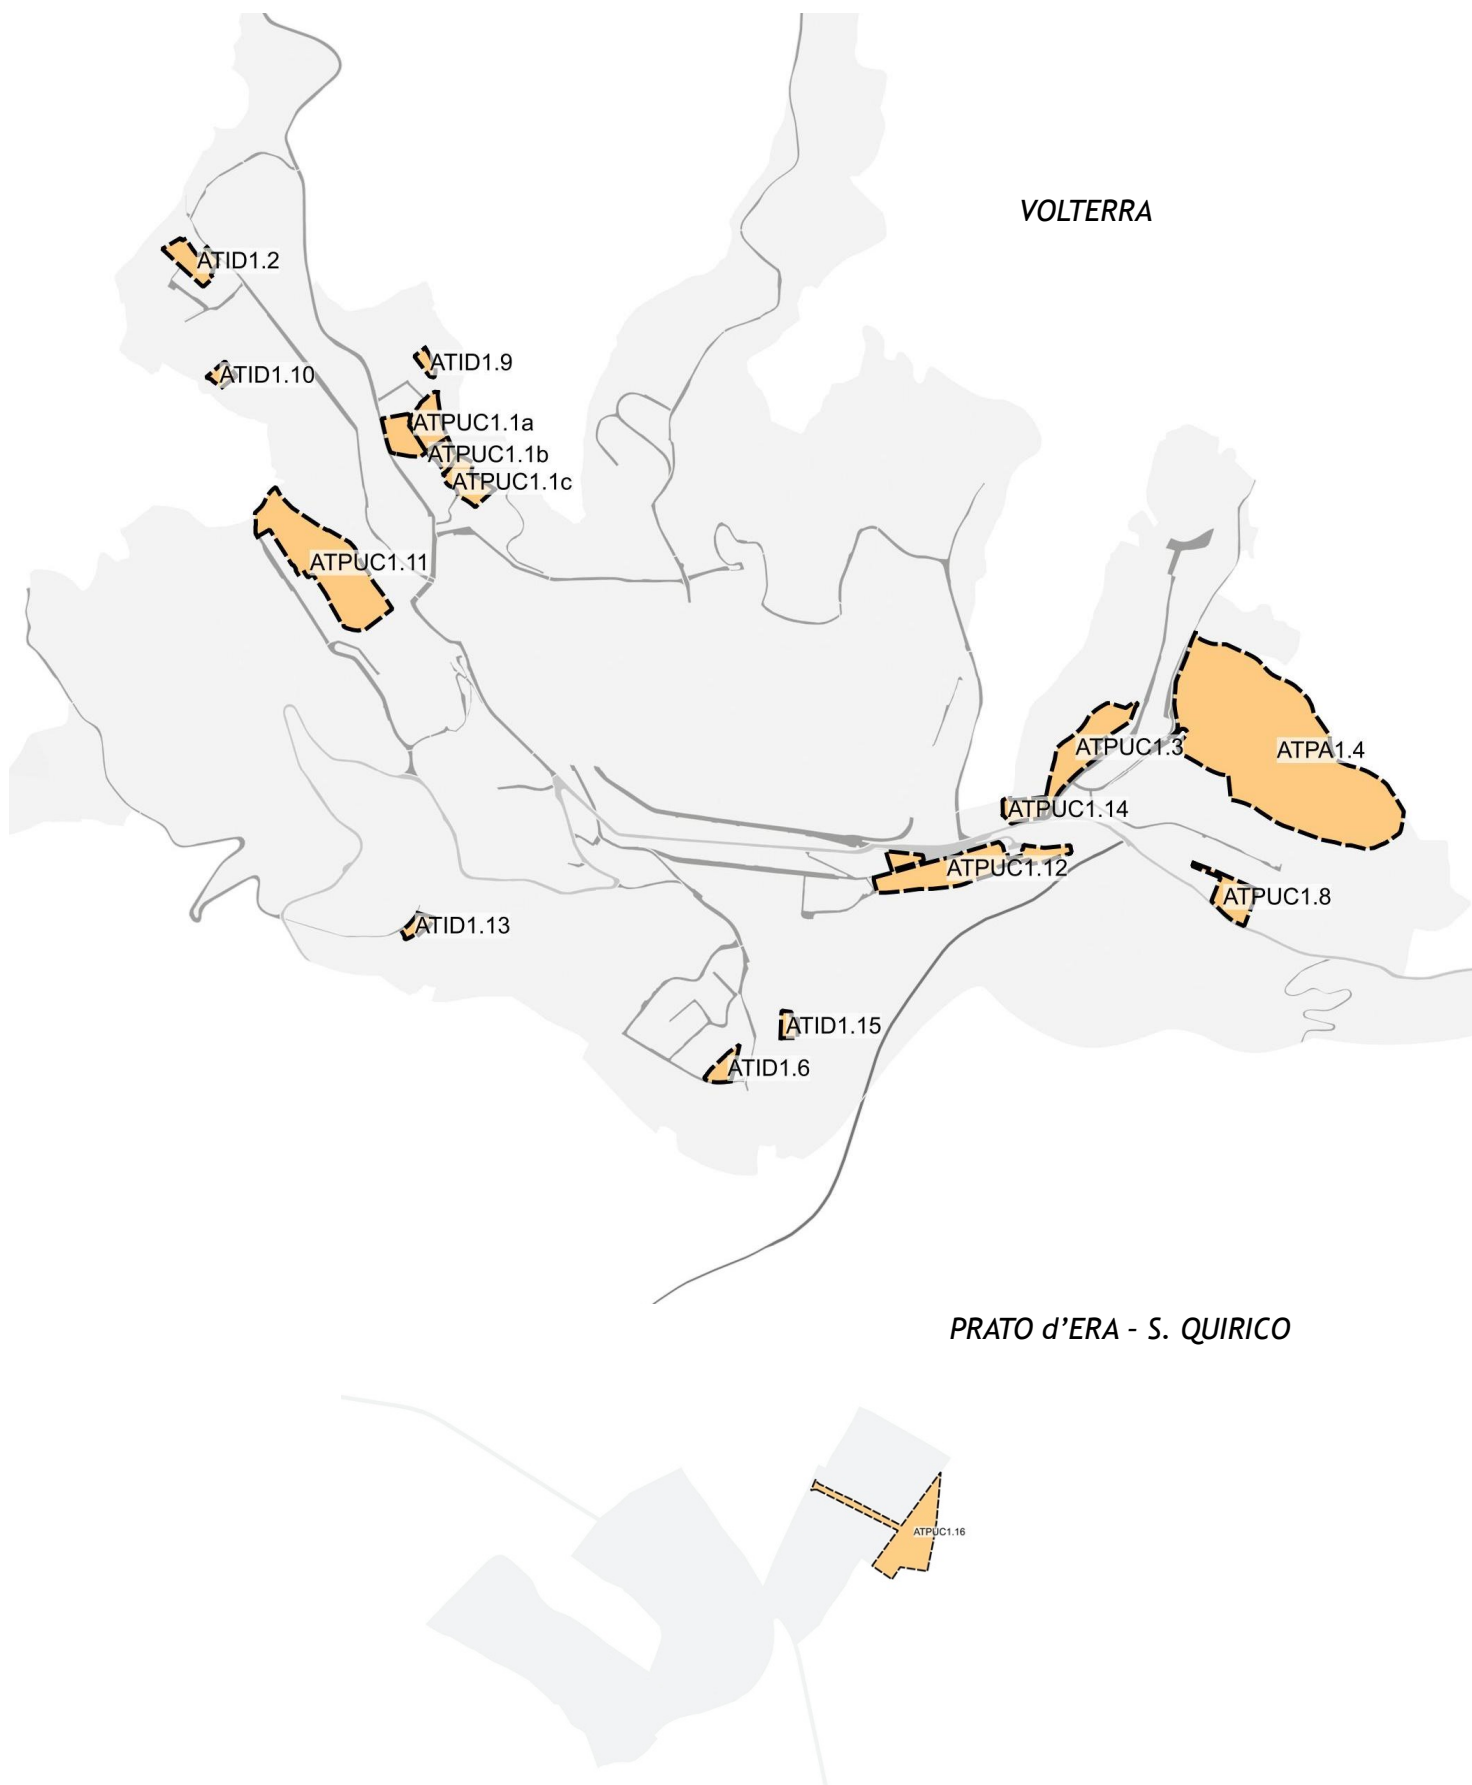 VOLTERRA
ATID1.2
ATID1.9
ATID1.10
ATPUC1.1a
ATPUC1.1b
ATPUC1.1c
ATPUC1.11
ATPUC1.3
ATPA1.4
ATPUC1.14
ATPUC1.12
ATPUC1.8
ATID1.13
ATID1.15
ATID1.6
PRATO d’ERA – S. QUIRICO
ATPUC1.16